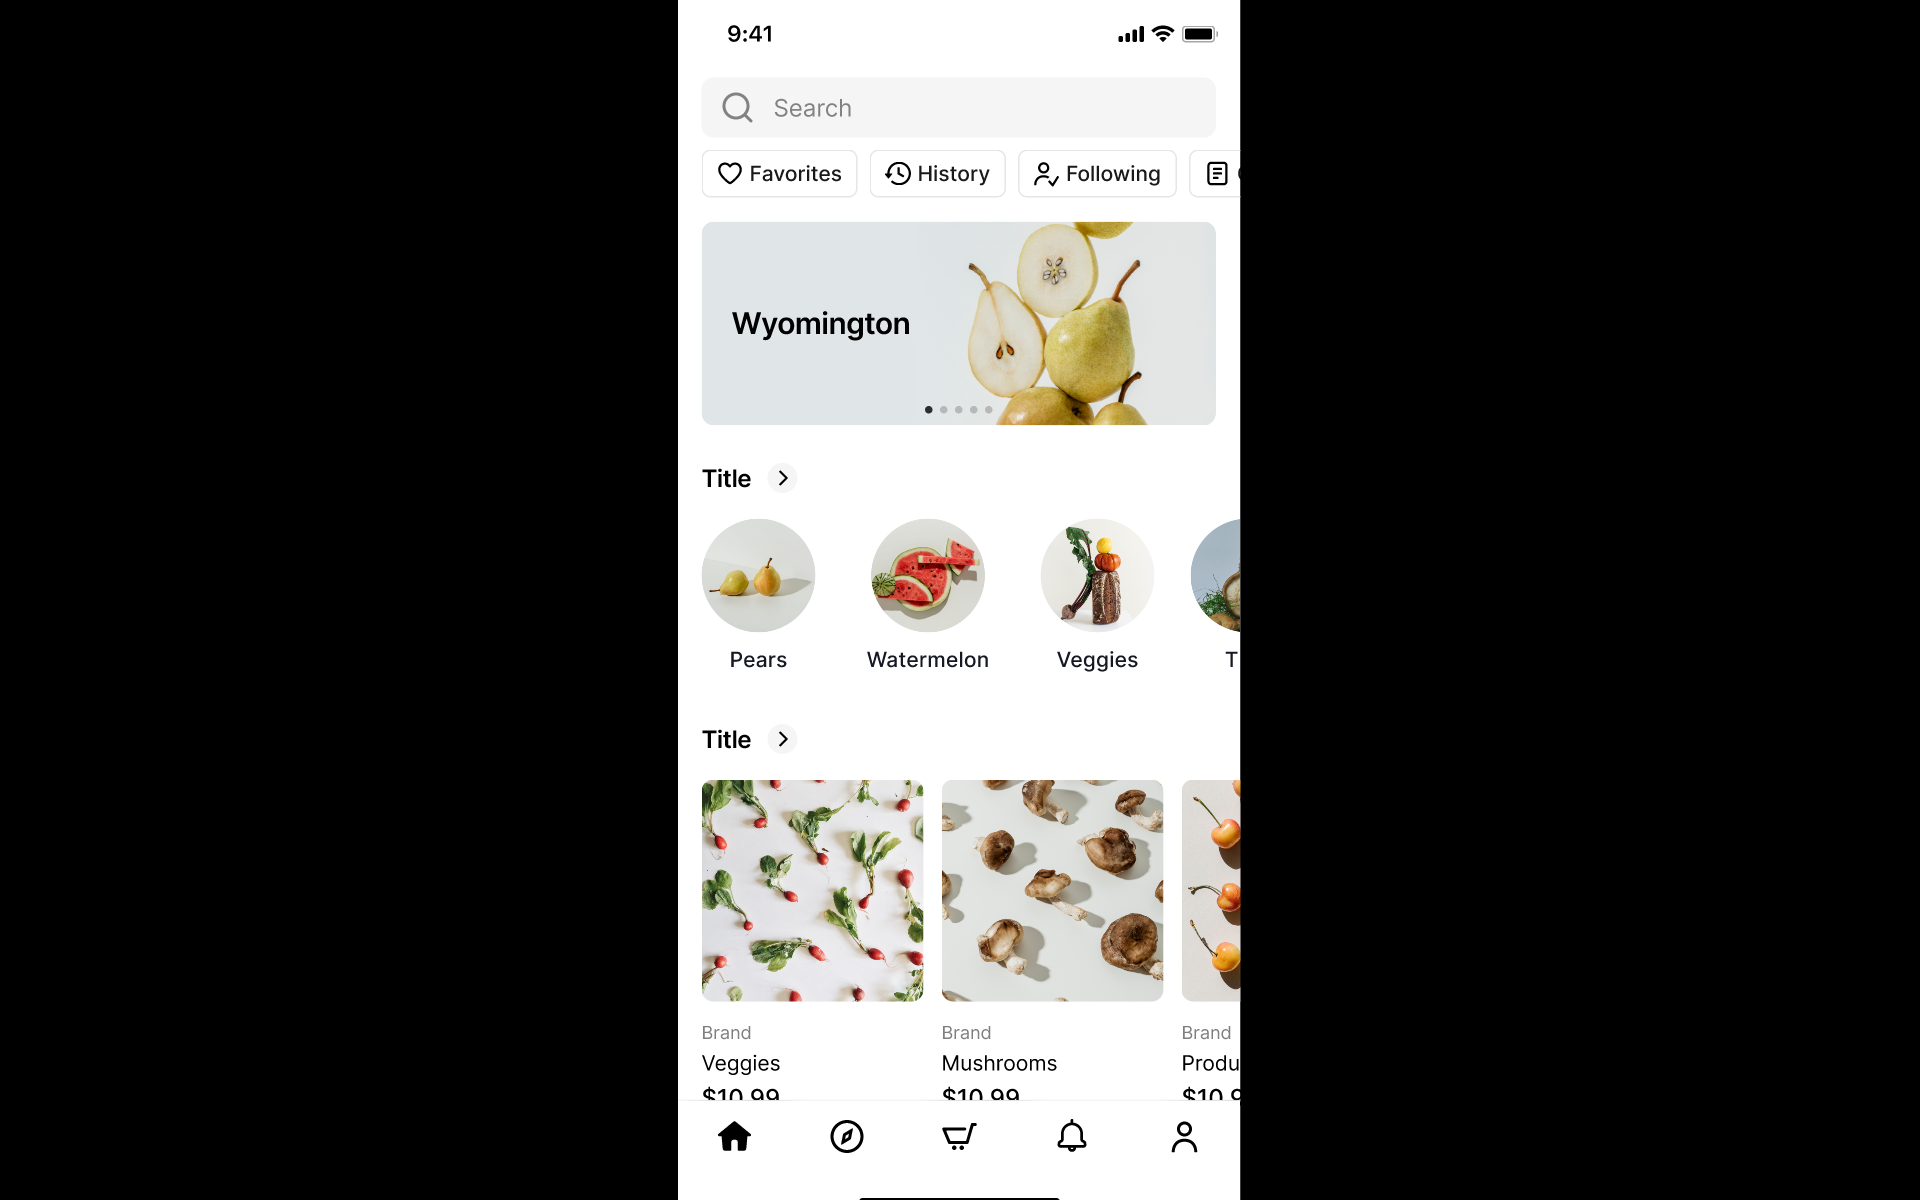 9:41
Search
Favorites
History
Following
Wyomington
Title
Pears
Watermelon
Veggies
T
Title
Brand
Veggies
$10.99
Brand
Mushrooms
$10.99
Brand
Produ
$10.9